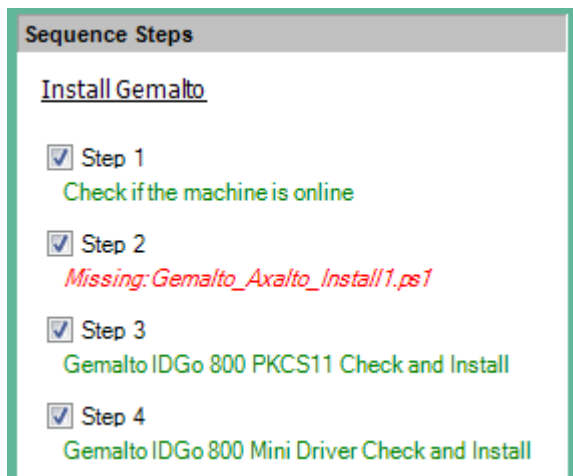 Sequence Steps
Install Gemalto
Step 1
Check if the machine is online
Step 2
Missing: Gemalto_Axalto_Install1.ps1
Step 3
Gemalto IDGo 800 PKCS11 Check and Install
Step 4
Gemalto IDGo 800 Mini Driver Check and Install